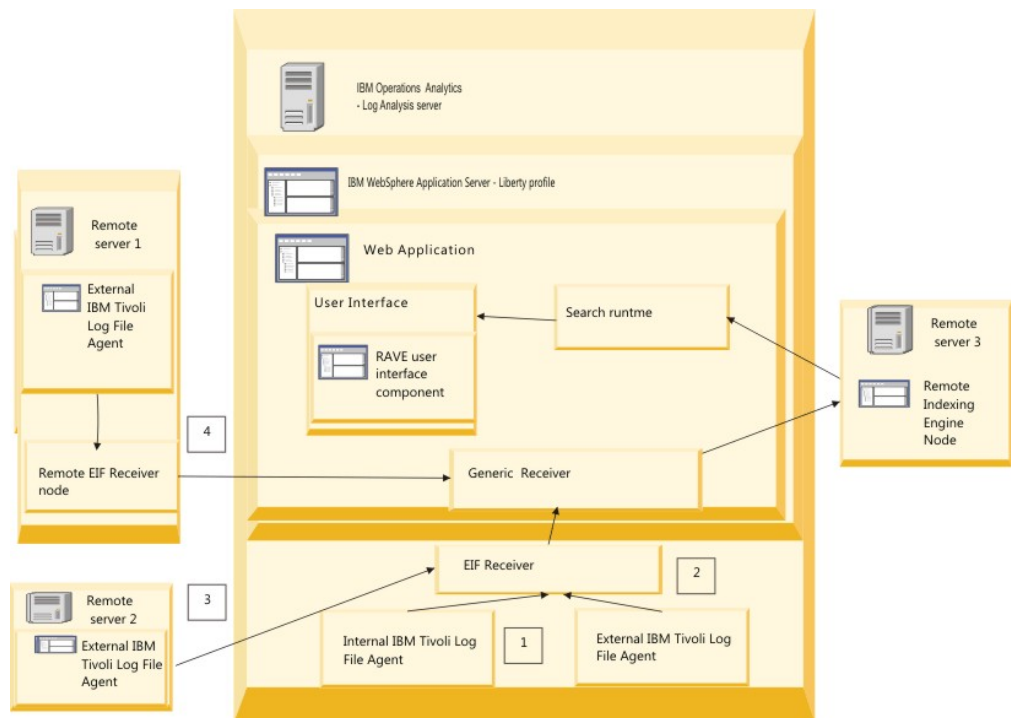 IBM Operations Analytics
- Log Analysis server
IBM WebSphere Application Server - Liberty profile
Remote
server 1
Web Application
External
IBM Tivoli
Log File
Agent
User Interface
Search runtme
RAVE user
interface
component
Remote
server 3
Remote
Indexing
Engine
Node
4
Remote EIF Receiver
node
Generic Receiver
EIF Receiver
2
3
Remote
server 2
External IBM
Tivoli Log File
Agent
Internal IBM Tivoli Log
File Agent
1
External IBM Tivoli Log
File Agent